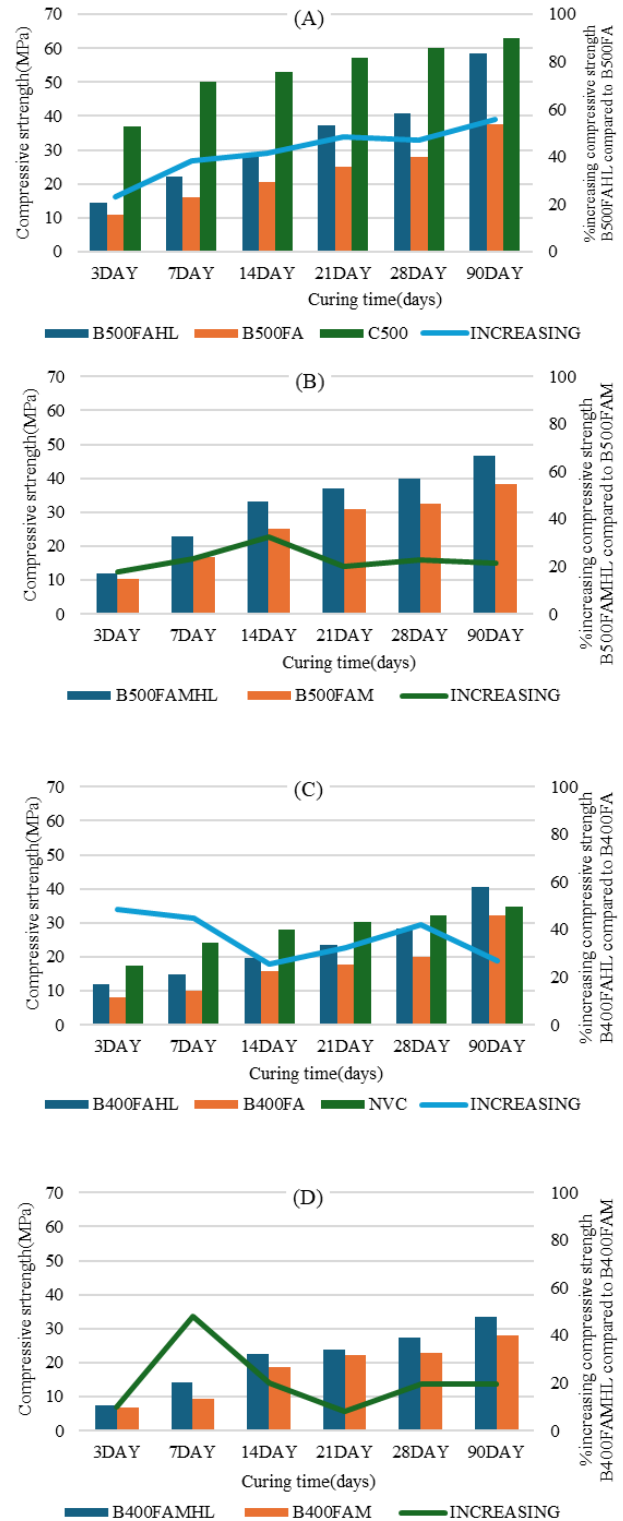 (A)
70
60
50
40
30
20
10
0
Compressive srtrength(MPa)
100
80
60
40
20
0
%increasing compressive strength
B500FAHL compared to B500FA
3DAY 7DAY 14DAY 21DAY 28DAY 90DAY
Curing time(days)
B500FAHL B500FA C500 INCREASING
(B)
70
60
50
40
30
20
10
0
Compressive srtrength(MPa)
100
80
60
40
20
0
%increasing compressive strength
B500FAMHL compared to B500FAM
3DAY 7DAY 14DAY 21DAY 28DAY 90DAY
Curing time(days)
B500FAMHL B500FAM INCREASING
(C)
70
60
50
40
30
20
10
0
Compressive srtrength(MPa)
100
80
60
40
20
0
%increasing compressive strength
B400FAHL compared to B400FA
3DAY 7DAY 14DAY 21DAY 28DAY 90DAY
Curing time(days)
B400FAHL B400FA NVC INCREASING
(D)
70
60
50
40
30
20
10
0
Compressive srtrength(MPa)
100
80
60
40
20
0
%increasing compressive strength
B400FAMHL compared to B400FAM
3DAY 7DAY 14DAY 21DAY 28DAY 90DAY
Curing time(days)
B400FAMHL B400FAM INCREASING